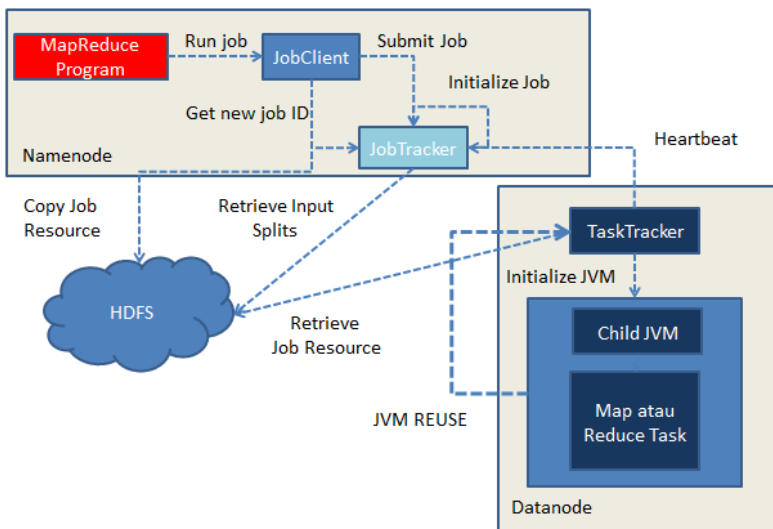 MapReduce
Program
Run job
JobClient
Submit Job
Initialize Job
Get new job ID
JobTracker
Namenode
Heartbeat
Copy Job
Resource
Retrieve Input
Splits
TaskTracker
Initialize JVM
HDFS
Retrieve
Job Resource
Child JVM
JVM REUSE
Map atau
Reduce Task
Datanode